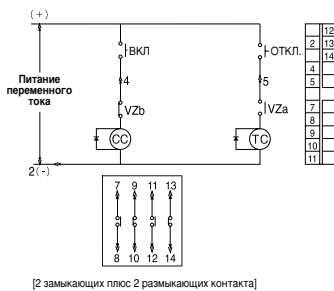 (+)
ВКЛ
ОТКЛ.
4
5
VZb
VZa
Питание
переменного
тока
CC
TC
2(-)
7 9 11 13
8 10 12 14
[2 замыкающих плюс 2 размыкающих контакта]
12
2 13
14
4
5
7
8
9
10
11